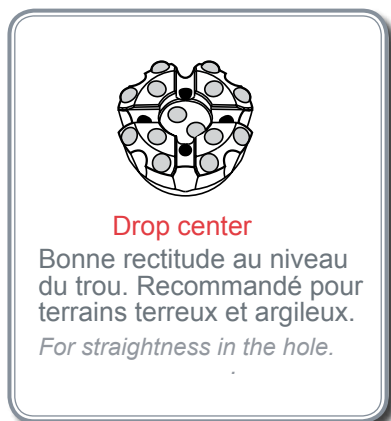 Drop center
Bonne rectitude au niveau
du trou. Recommandé pour
terrains terreux et argileux.
For straightness in the hole.